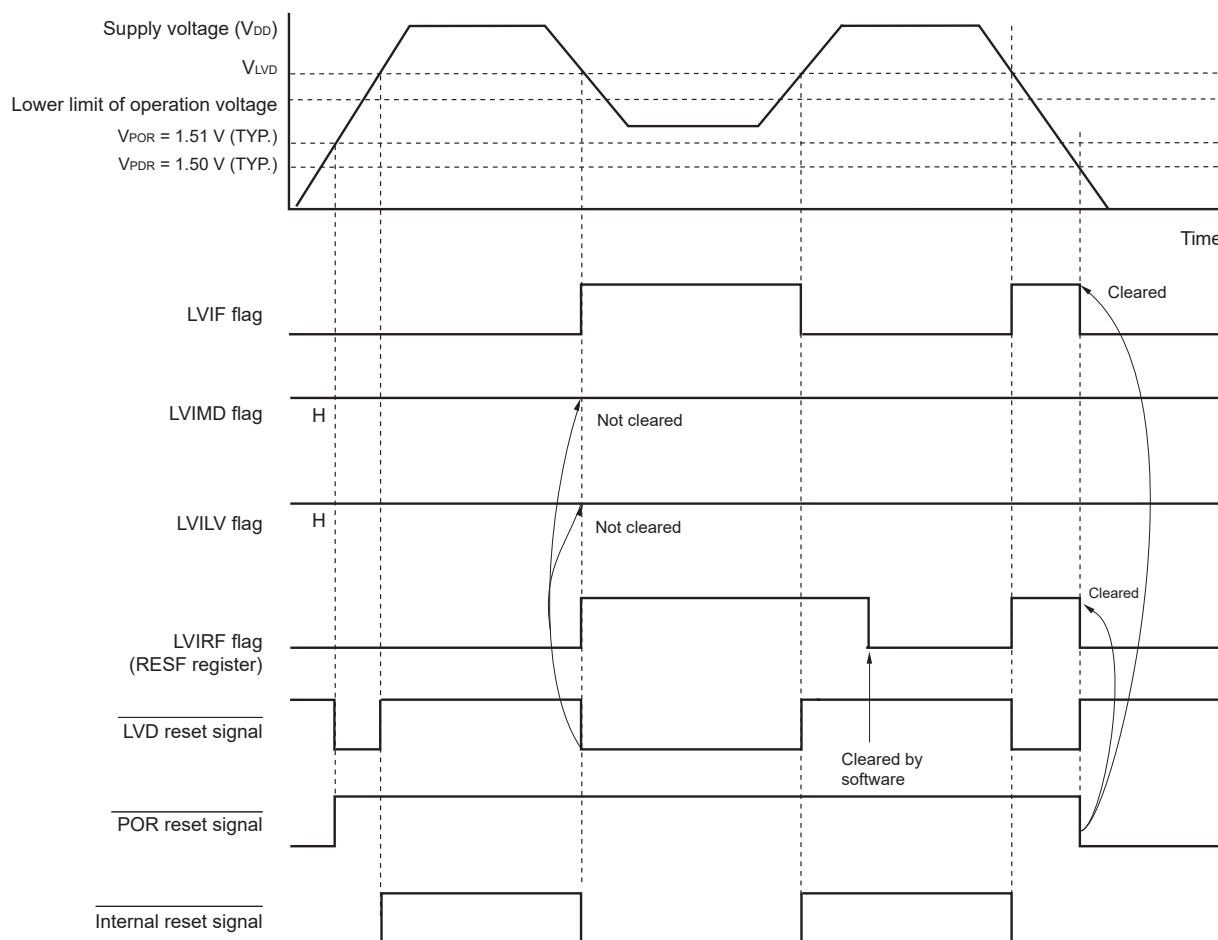 Supply voltage (VDD)
VLVD
Lower limit of operation voltage
VPOR = 1.51 V (TYP.)
VPDR = 1.50 V (TYP.)
Time
LVIF flag
Cleared
LVIMD flag
H
Not cleared
LVILV flag
H
Not cleared
Cleared
LVIRF flag
(RESF register)
LVD reset signal
Cleared by
software
POR reset signal
Internal reset signal